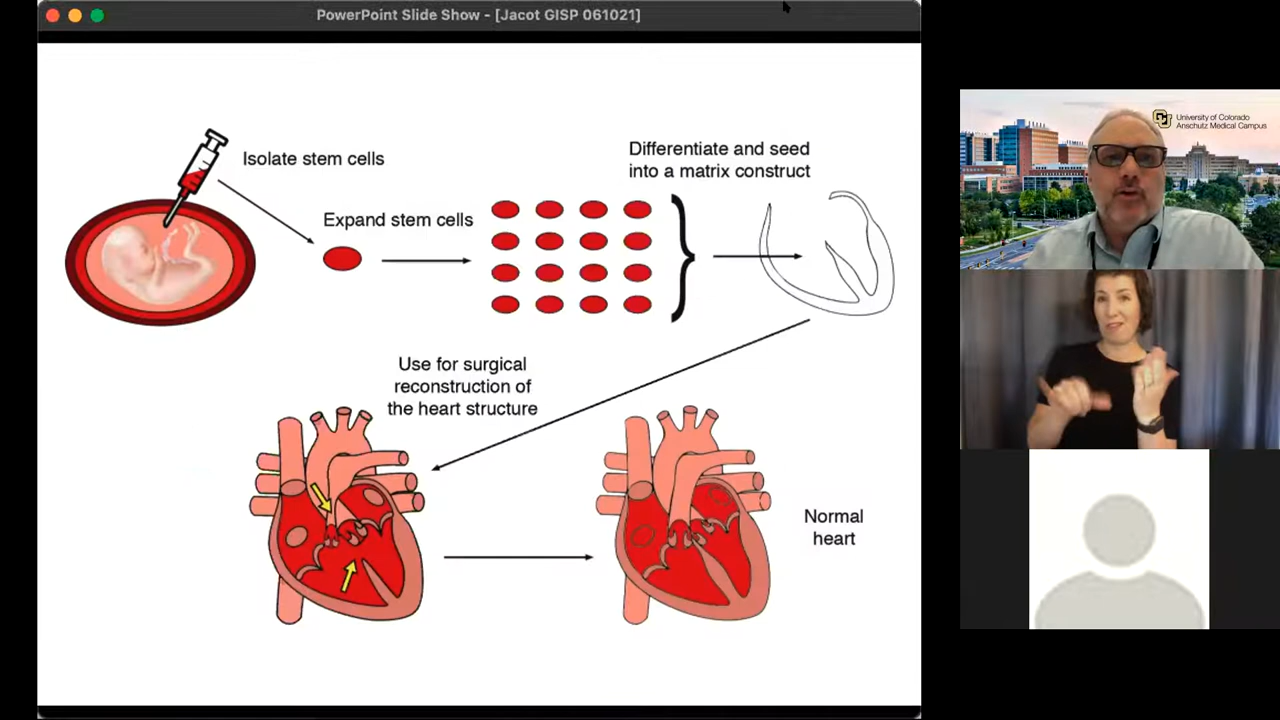 PowerPoint Slide Show - [Jacot GISP 061021]
Isolate stem cells
Expand stem cells
Differentiate and seed
into a matrix construct
Use for surgical
reconstruction of
the heart structure
Normal
heart
University of Colorado
Anschutz Medical Campus